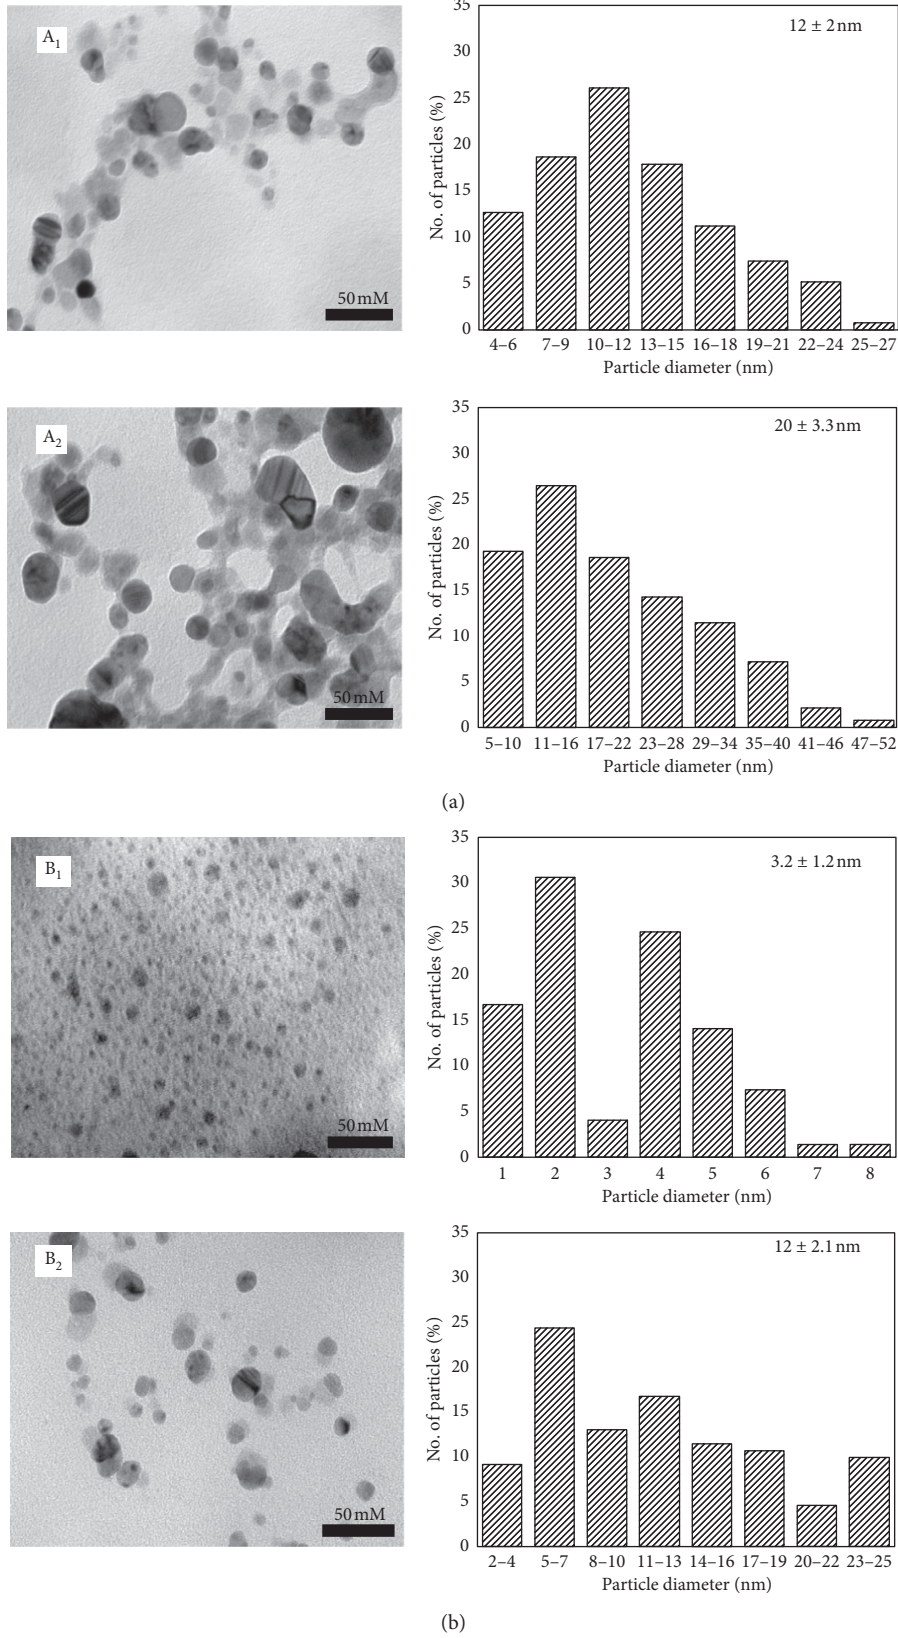 A1
50 mM
12 ± 2 nm
No. of particles (%)
35
30
25
20
15
10
5
0
4–6 7–9 10–12 13–15 16–18 19–21 22–24 25–27
Particle diameter (nm)
A2
50 mM
20 ± 3.3 nm
No. of particles (%)
35
30
25
20
15
10
5
0
5–10 11–16 17–22 23–28 29–34 35–40 41–46 47–52
Particle diameter (nm)
(a)
B1
50 mM
3.2 ± 1.2 nm
No. of particles (%)
35
30
25
20
15
10
5
0
1 2 3 4 5 6 7 8
Particle diameter (nm)
B2
50 mM
12 ± 2.1 nm
No. of particles (%)
35
30
25
20
15
10
5
0
2–4 5–7 8–10 11–13 14–16 17–19 20–22 23–25
Particle diameter (nm)
(b)